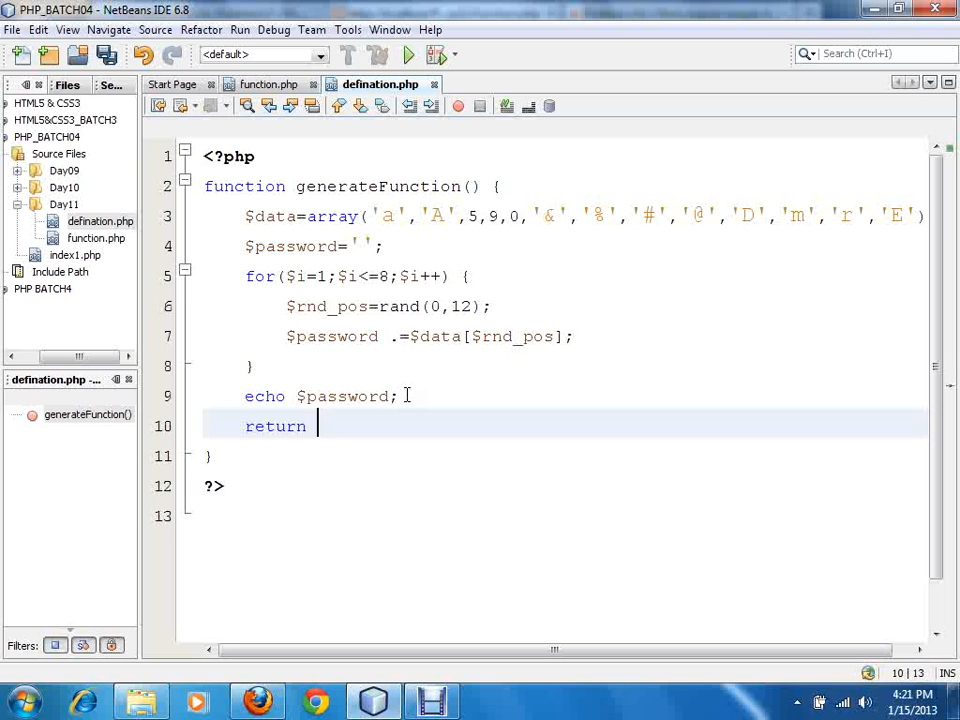 PHP_BATCH04 - NetBeans IDE 6.8
File Edit View Navigate Source Refactor Run Debug Team Tools Window Help
<default>
Search (Ctrl+I)
Files Se...
Start Page function.php defination.php
HTML5 & CSS3
HTML5&CSS3_BATCH3
PHP_BATCH04
Source Files
Day09
Day10
Day11
defination.php
function.php
index1.php
Include Path
PHP BATCH4
1 <?php
2 function generateFunction() {
3 $data=array('a','A',5,9,0,'&','%','#','@','D','m','r','E')
4 $password='';
5 for($i=1;$i<=8;$i++) {
6 $rnd_pos=rand(0,12);
7 $password .=$data[$rnd_pos];
8 }
9 echo $password;
10 return
11 }
12 ?>
13
defination.php -...
generateFunction()
Filters:
10 | 13 INS
4:21 PM
1/15/2013